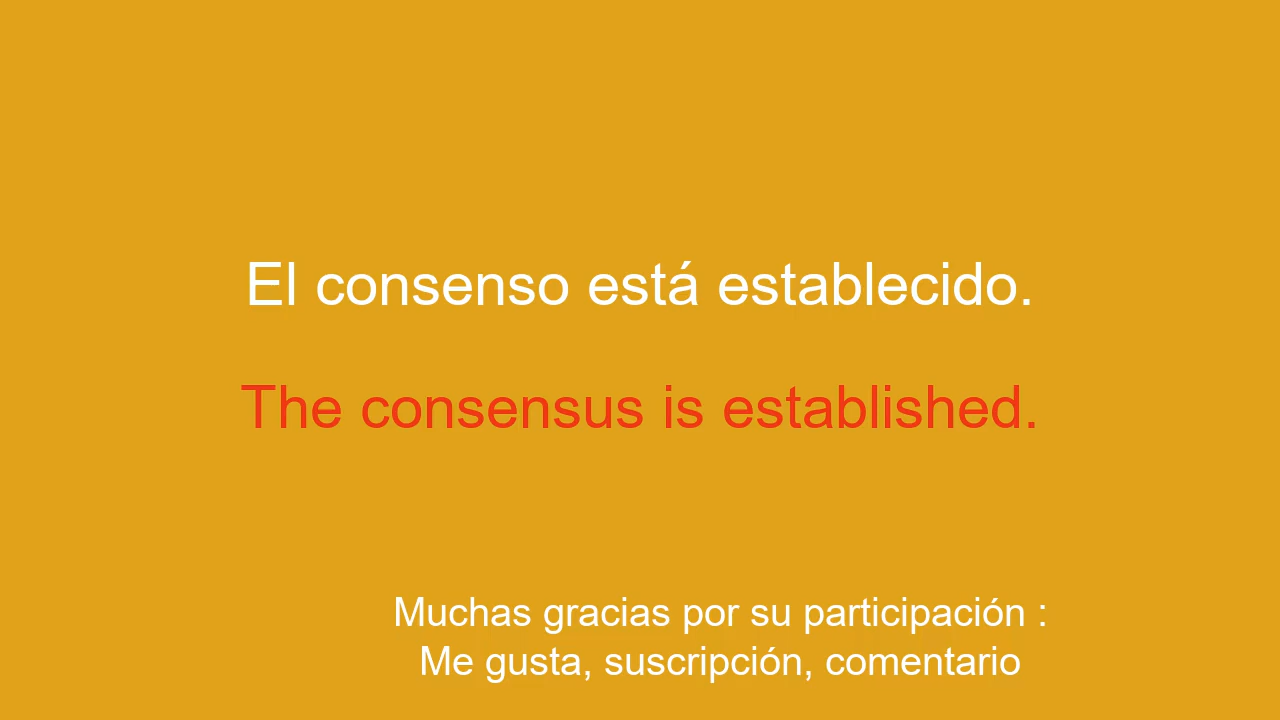 El consenso está establecido.
The consensus is established.
Muchas gracias por su participación :
Me gusta, suscripción, comentario